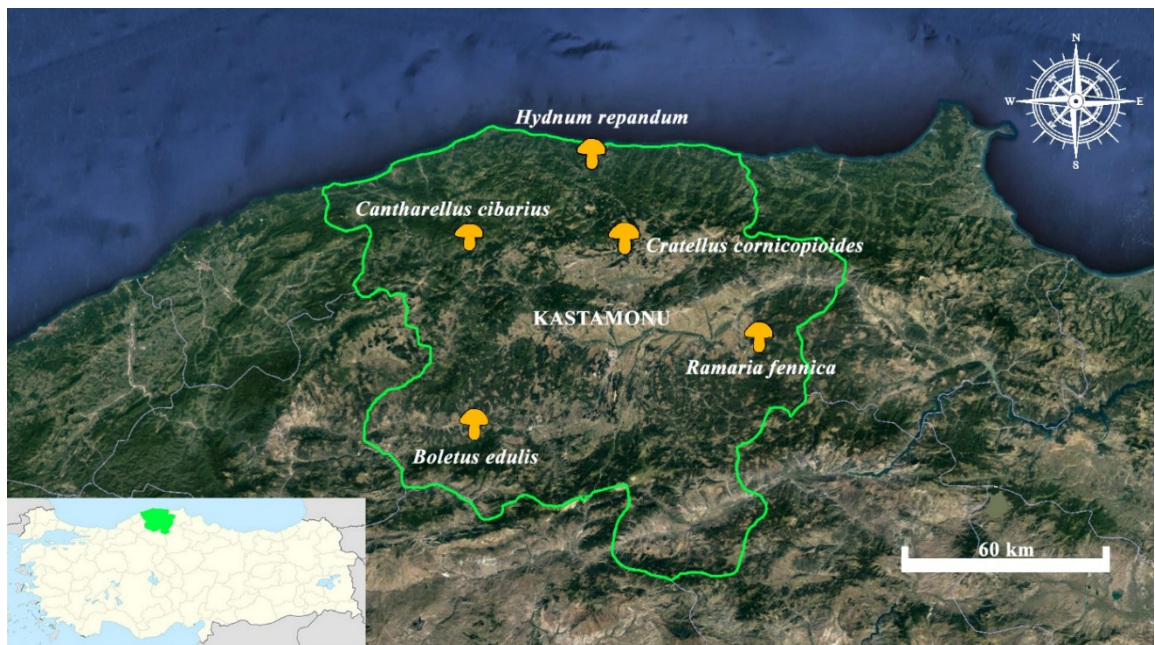 N
W
E
S
Hydnum repandum
Cantharellus cibarius
Cratellus cornicopioides
KASTAMONU
Ramaria fennica
Boletus edulis
60 km